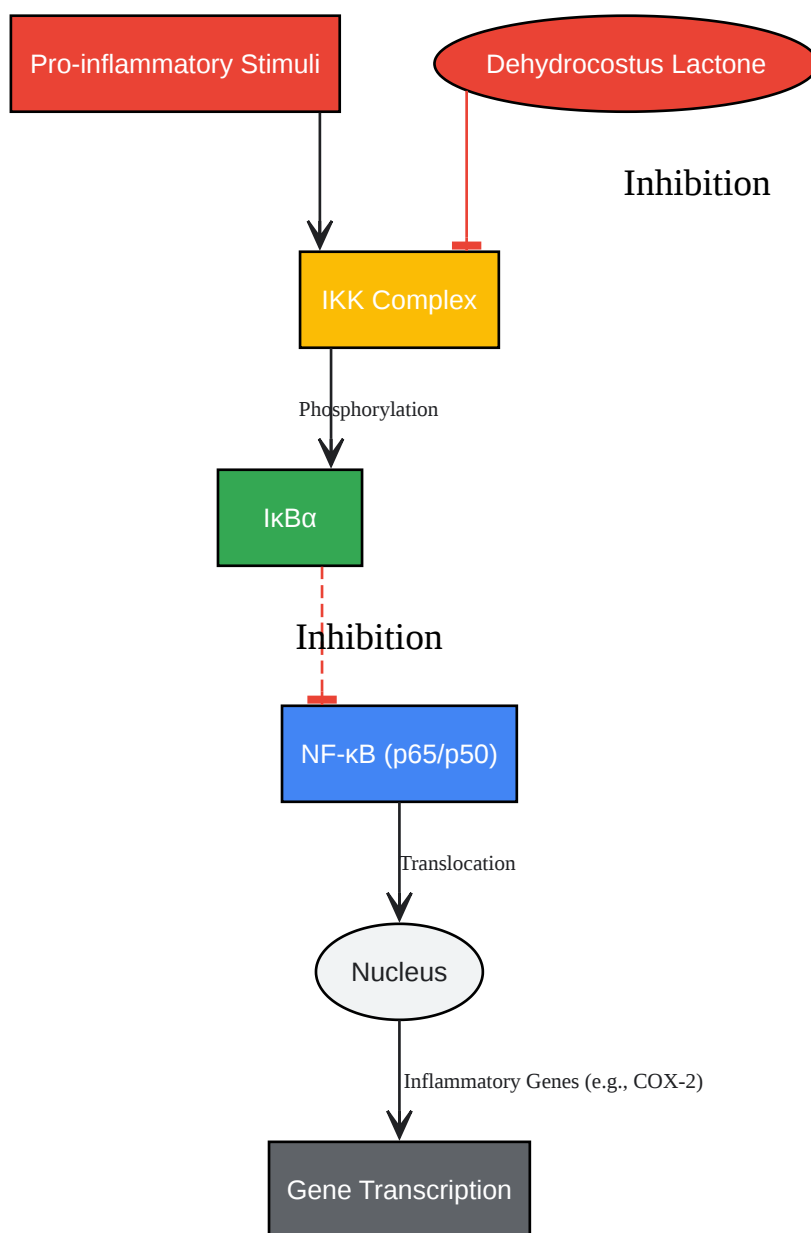 Pro-inflammatory Stimuli
Dehydrocostus Lactone
Inhibition
IKK Complex
Phosphorylation
IκBα
Inhibition
NF-κB (p65/p50)
Translocation
Nucleus
Inflammatory Genes (e.g., COX-2)
Gene Transcription